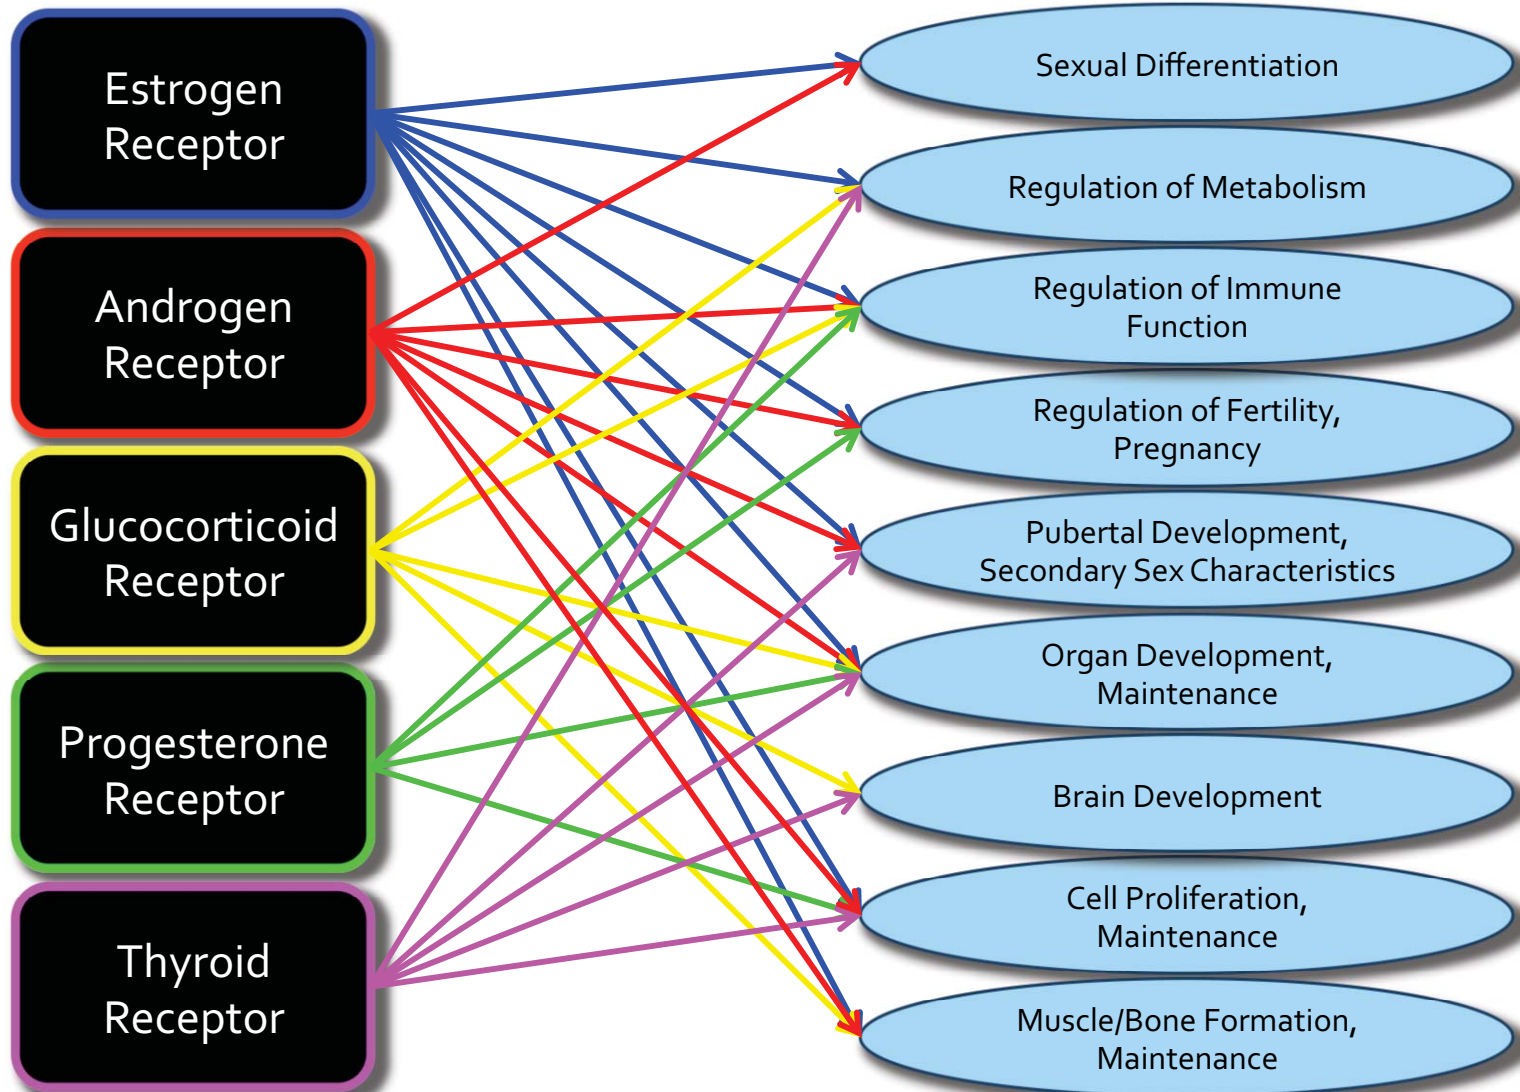 Estrogen
Receptor
Androgen
Receptor
Glucocorticoid
Receptor
Progesterone
Receptor
Thyroid
Receptor
Sexual Differentiation
Regulation of Metabolism
Regulation of Immune
Function
Regulation of Fertility,
Pregnancy
Pubertal Development,
Secondary Sex Characteristics
Organ Development,
Maintenance
Brain Development
Cell Proliferation,
Maintenance
Muscle/Bone Formation,
Maintenance